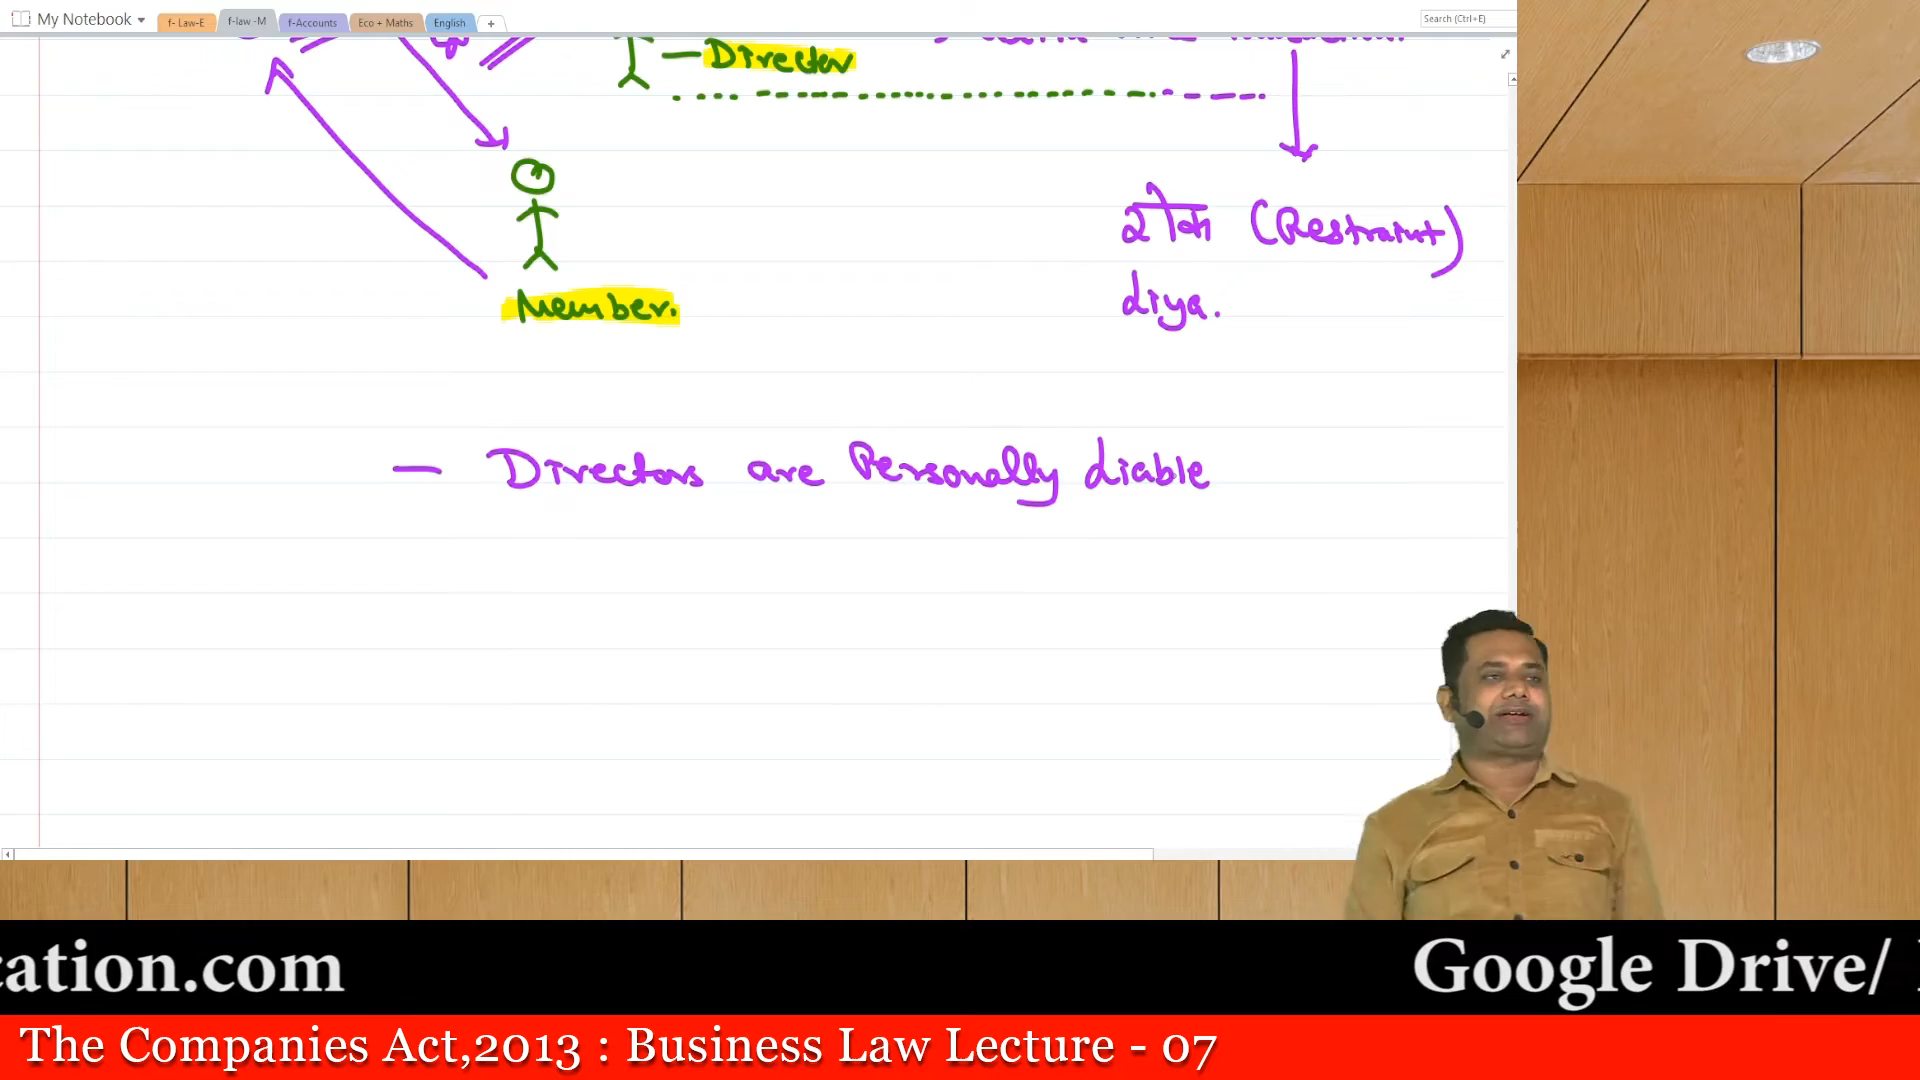 My Notebook
f- Law-E
f-law -M
f-Accounts
Eco + Maths
English
+
Search (Ctrl+E)
— Director
रोक (Restraint)
diya.
Member.
— Directors are Personally Liable
cation.com
Google Drive/
The Companies Act,2013 : Business Law Lecture - 07